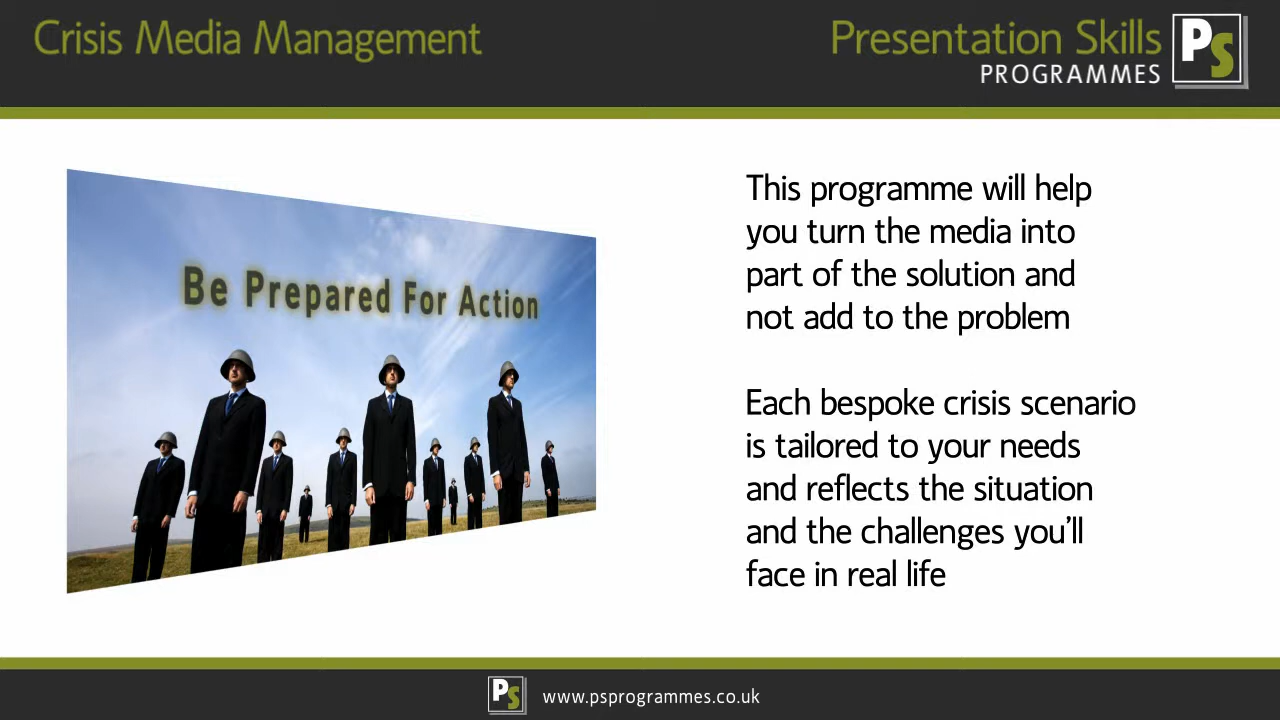 Crisis Media Management
Presentation Skills
PROGRAMMES
PS
Be Prepared For Action
This programme will help
you turn the media into
part of the solution and
not add to the problem
Each bespoke crisis scenario
is tailored to your needs
and reflects the situation
and the challenges you’ll
face in real life
PS
www.psprogrammes.co.uk